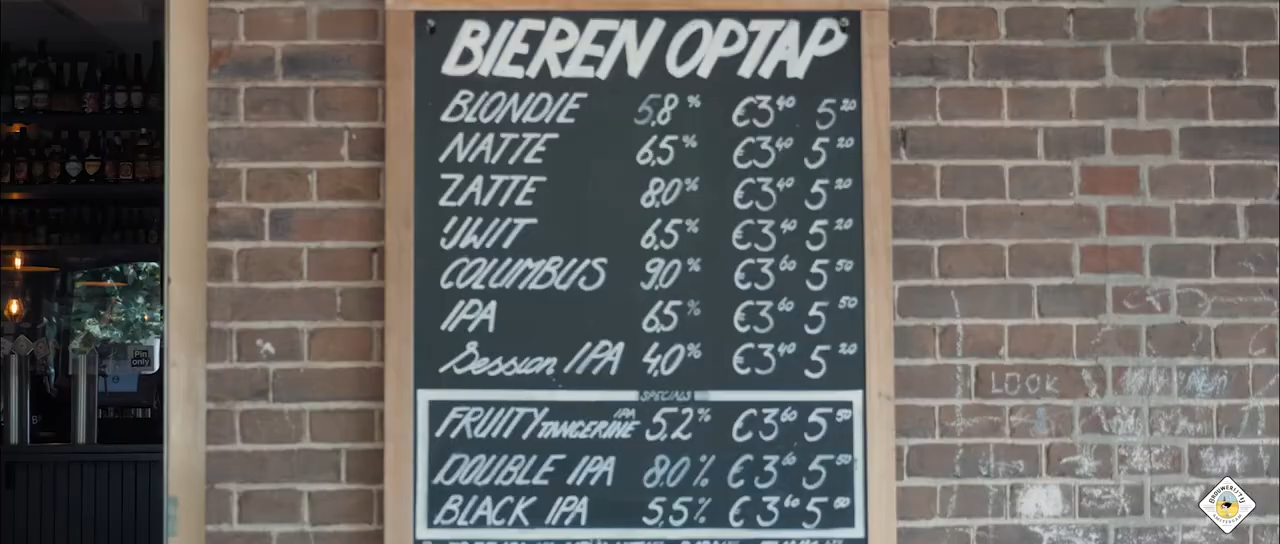 BIEREN OPTAP
BLONDIE 5,8% €3⁴⁰ 5²⁰
NATTE 6,5% €3⁴⁰ 5²⁰
ZATTE 8,0% €3⁴⁰ 5²⁰
IJWIT 6,5% €3⁴⁰ 5²⁰
COLUMBUS 9,0% €3⁶⁰ 5⁵⁰
IPA 6,5% €3⁶⁰ 5⁵⁰
Session IPA 4,0% €3⁴⁰ 5²⁰
SPECIALS
FRUITY TANGERINE IPA 5,2% €3⁶⁰ 5⁵⁰
DOUBLE IPA 8,0% €3⁶⁰ 5⁵⁰
BLACK IPA 5,5% €3⁶⁰ 5⁵⁰
Pin only
LOOK
BROUWERIJ 'T IJ
AMSTERDAM